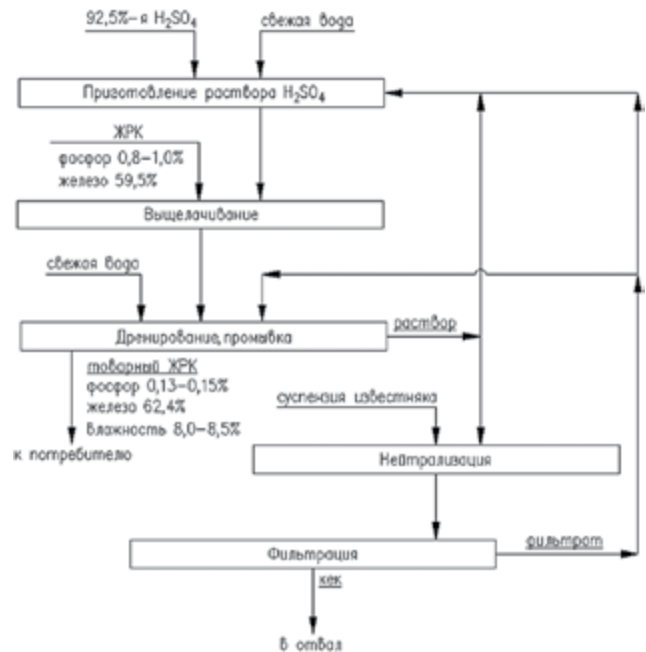 92,5%-я H₂SO₄
свежая вода
Приготовление раствора H₂SO₄
ЖРК
фосфор 0,8–1,0%
железо 59,5%
Выщелачивание
свежая вода
Дренирование, промывка
раствор
товарный ЖРК
фосфор 0,13–0,15%
железо 62,4%
влажность 8,0–8,5%
к потребителю
суспензия известняка
Нейтрализация
Фильтрация
фильтрат
кек
в отвал